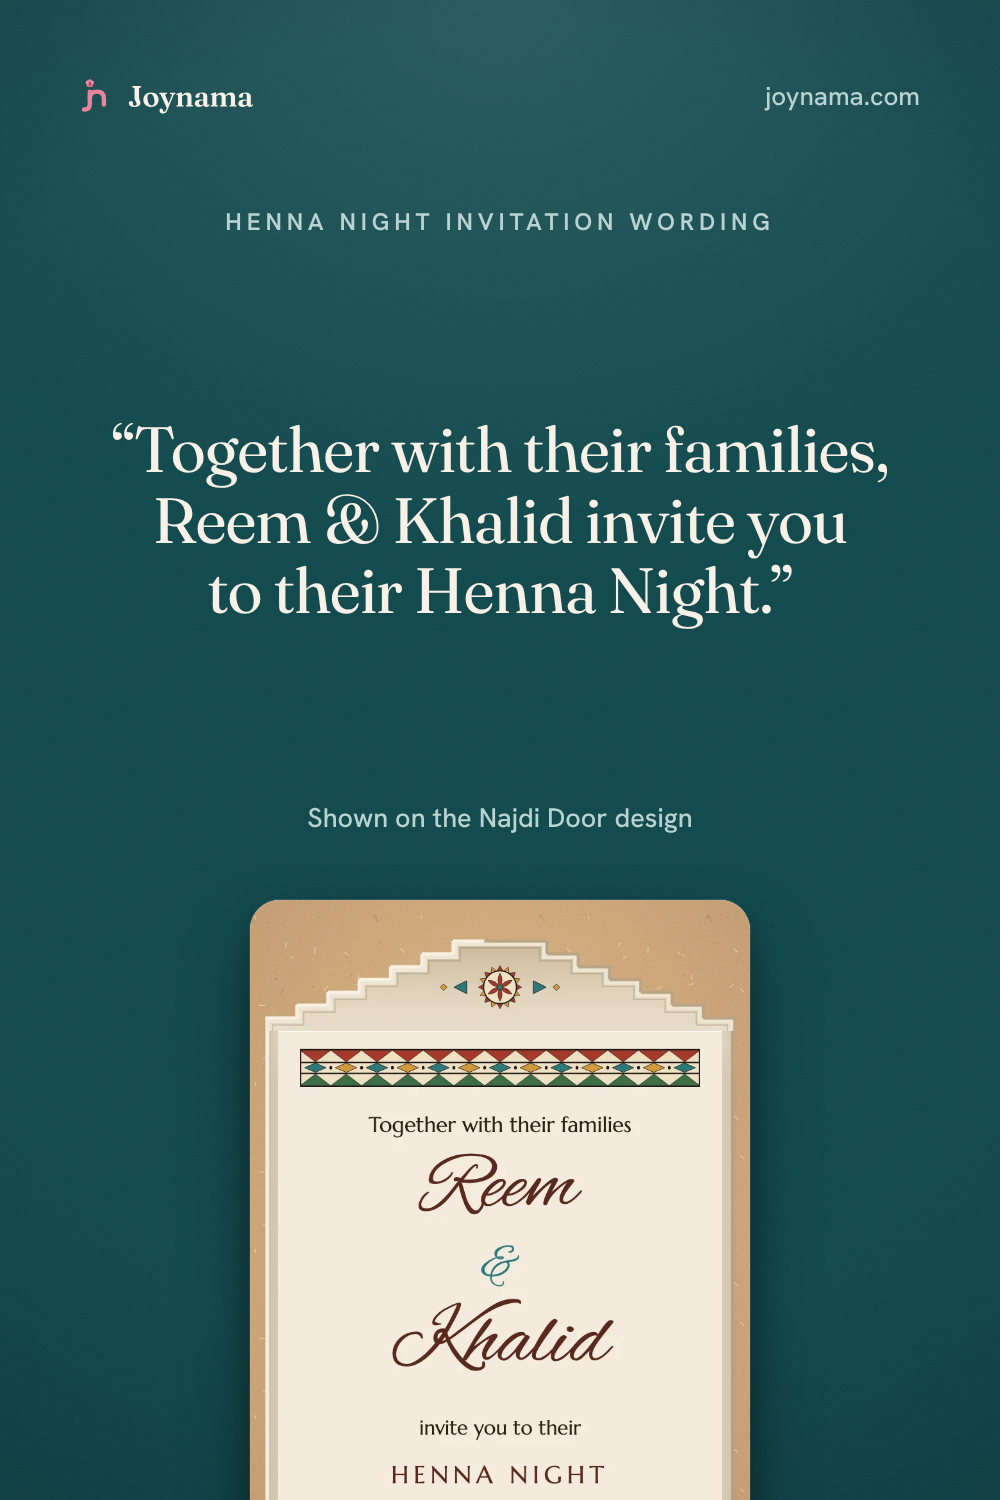 Joynama
joynama.com
HENNA NIGHT INVITATION WORDING
“Together with their families,
Reem & Khalid invite you
to their Henna Night.”
Shown on the Najdi Door design
Together with their families
Reem
&
Khalid
invite you to their
HENNA NIGHT